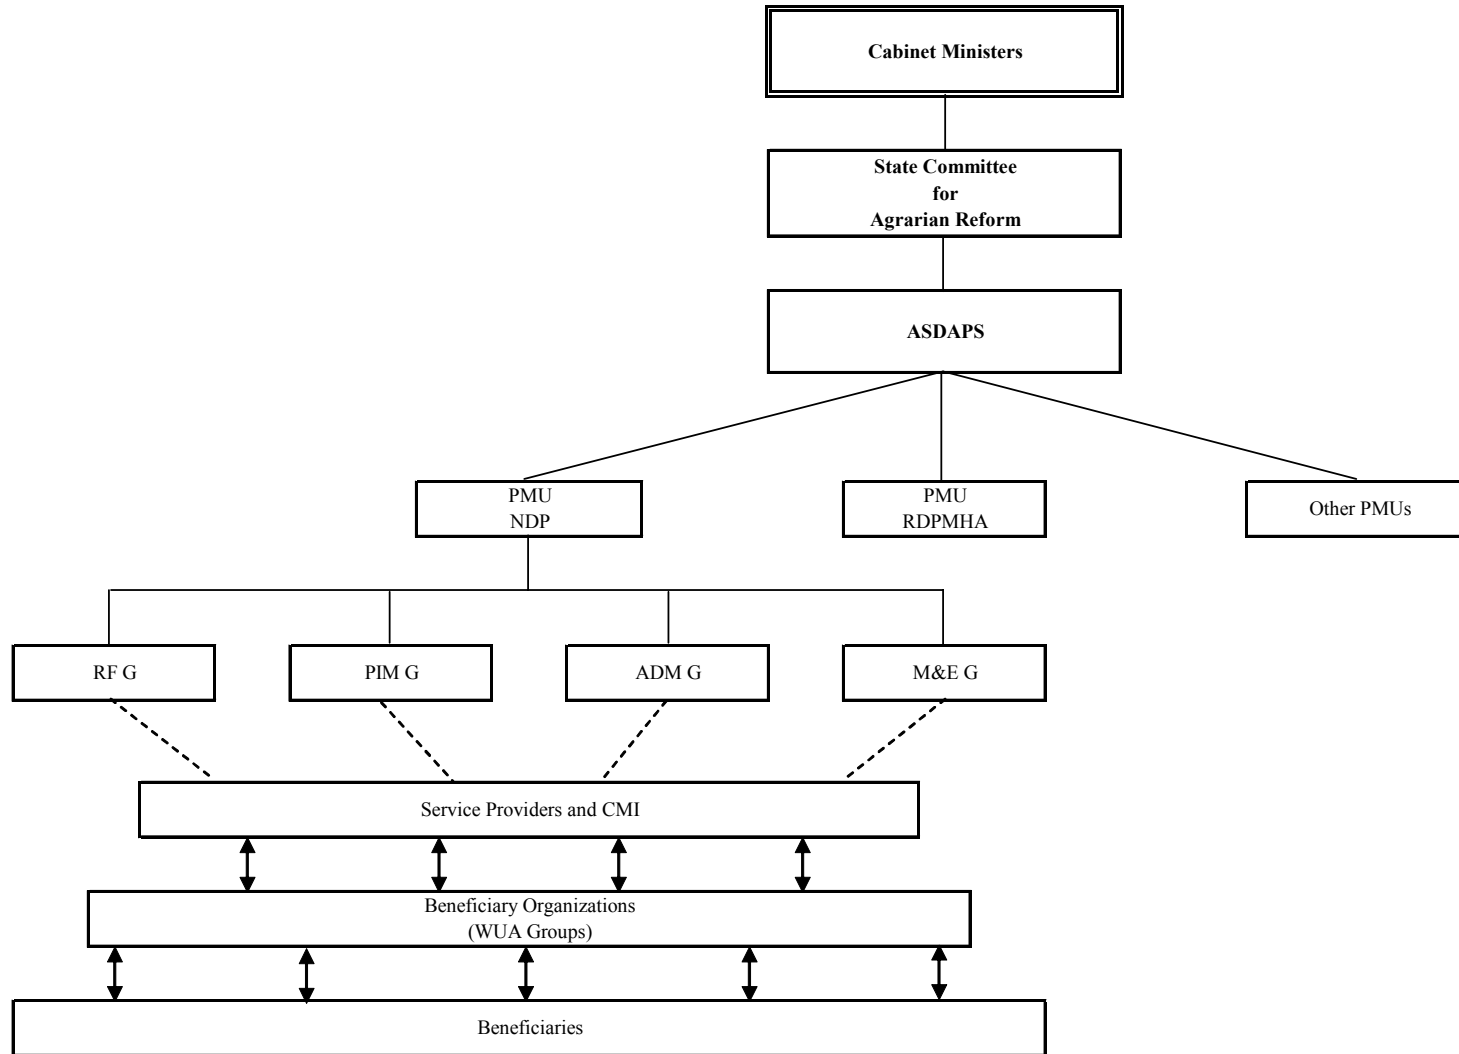 Cabinet Ministers
State Committee
for
Agrarian Reform
ASDAPS
PMU
NDP
PMU
RDPMHA
Other PMUs
RF G
PIM G
ADM G
M&E G
Service Providers and CMI
Beneficiary Organizations
(WUA Groups)
Beneficiaries